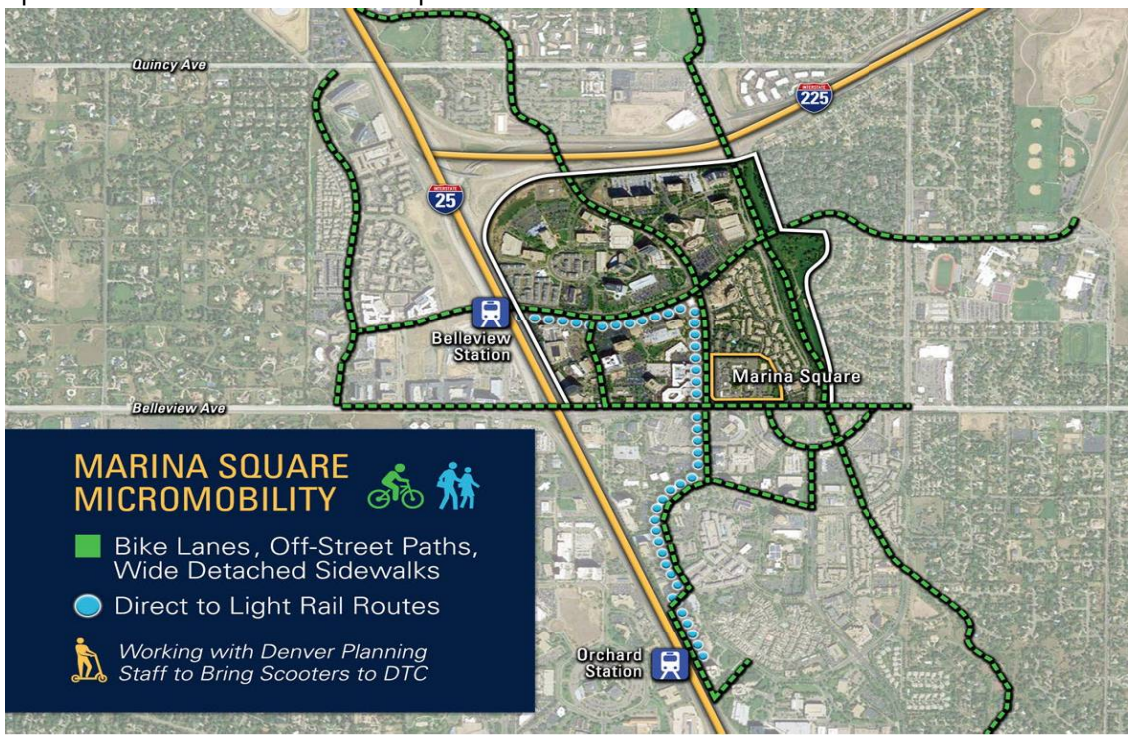 Quincy Ave
INTERSTATE
225
INTERSTATE
25
Belleview
Station
Marina Square
Belleview Ave
MARINA SQUARE
MICROMOBILITY
Bike Lanes, Off-Street Paths,
Wide Detached Sidewalks
Direct to Light Rail Routes
Working with Denver Planning
Staff to Bring Scooters to DTC
Orchard
Station